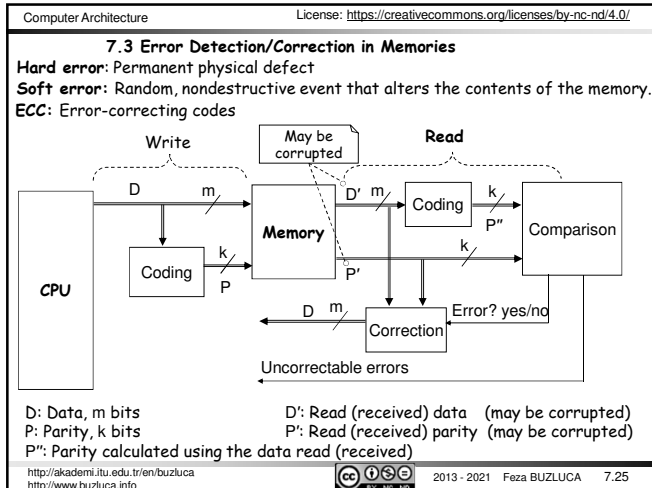 Computer Architecture
License: https://creativecommons.org/licenses/by-nc-nd/4.0/
7.3 Error Detection/Correction in Memories
Hard error: Permanent physical defect
Soft error: Random, nondestructive event that alters the contents of the memory.
ECC: Error-correcting codes
Write
May be
corrupted
Read
D
m
D'
m
Coding
k
P"
Comparison
Memory
CPU
Coding
k
P
P'
k
D
m
Correction
Error? yes/no
Uncorrectable errors
D: Data, m bits
D': Read (received) data (may be corrupted)
P: Parity, k bits
P': Read (received) parity (may be corrupted)
P": Parity calculated using the data read (received)
http://akademi.itu.edu.tr/en/buzluca
http://www.buzluca.info
cc
BY NC ND
2013 - 2021 Feza BUZLUCA 7.25